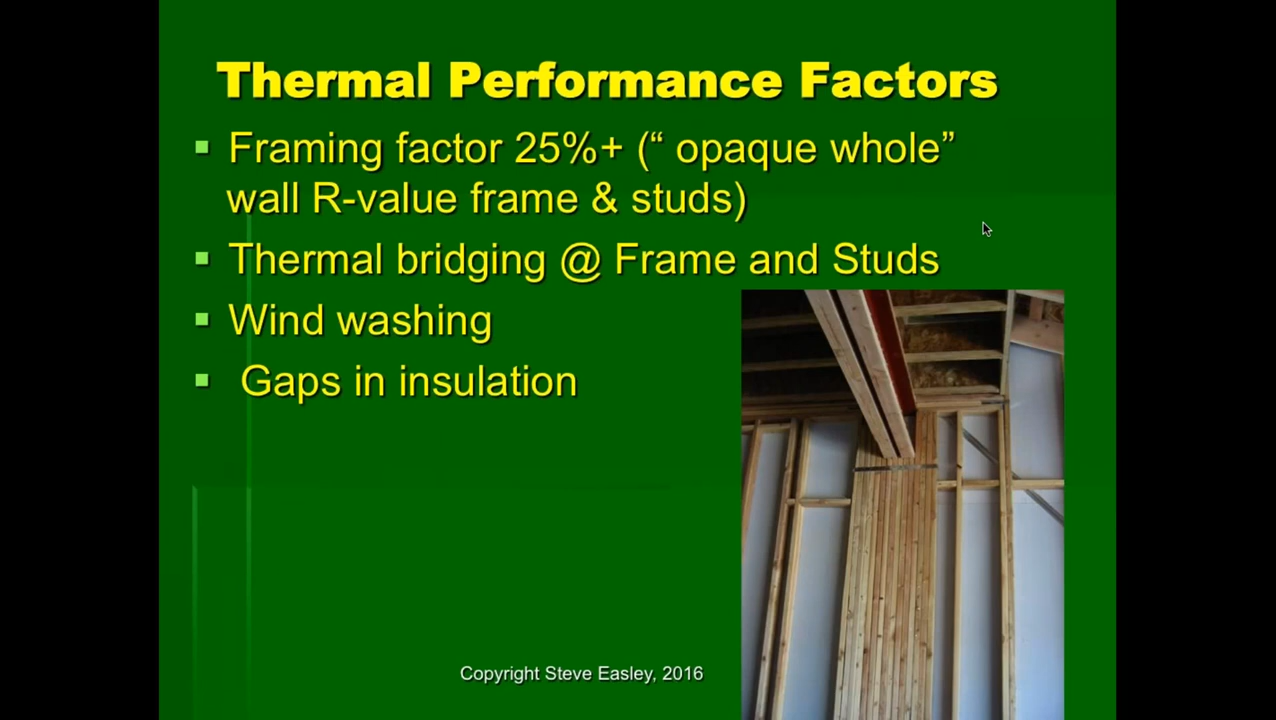 Thermal Performance Factors
Framing factor 25%+ (“ opaque whole”
wall R-value frame & studs)
Thermal bridging @ Frame and Studs
Wind washing
Gaps in insulation
Copyright Steve Easley, 2016